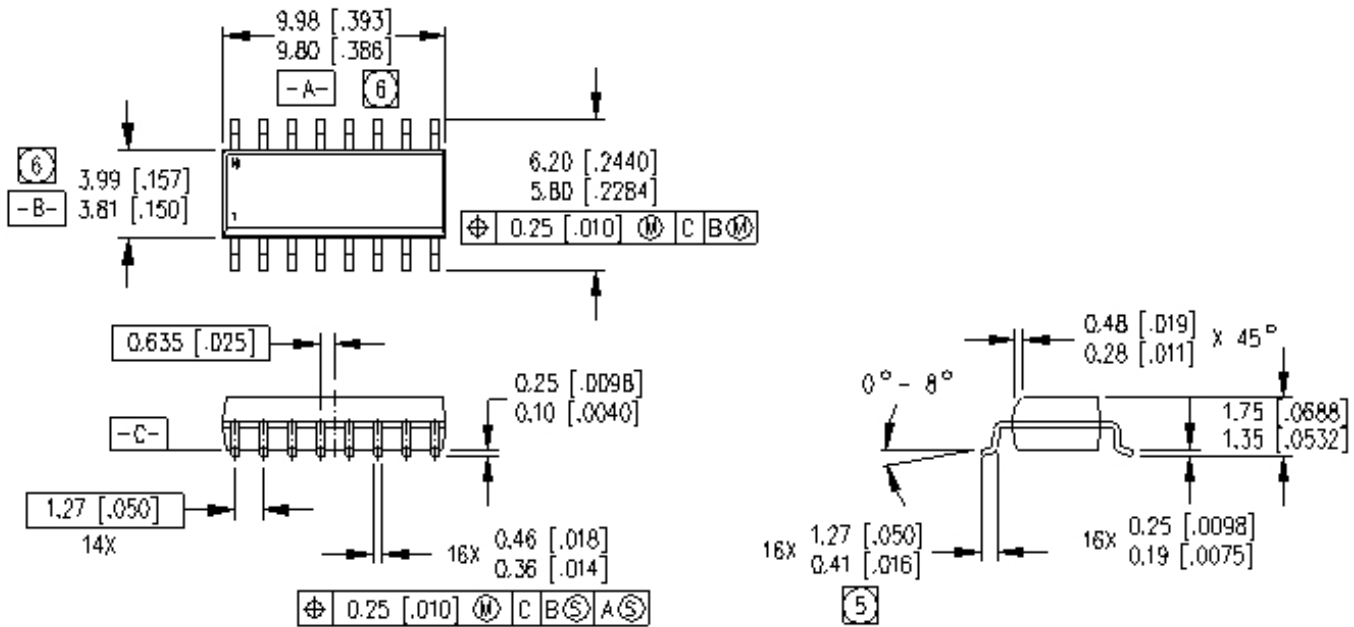 9.98 [.393]
9.80 [.386]
-A- 6
6
3.99 [.157]
-B- 3.81 [.150]
N
1
6.20 [.2440]
5.80 [.2284]
⌖ 0.25 [.010] Ⓜ C B Ⓜ
0.635 [.025]
0.25 [.0098]
0.10 [.0040]
-C-
1.27 [.050]
14X
16X 0.46 [.018]
0.36 [.014]
⌖ 0.25 [.010] Ⓜ C B Ⓢ A Ⓢ
0.48 [.019]
0.28 [.011] X 45°
0° - 8°
1.75 [.0688]
1.35 [.0532]
16X 1.27 [.050]
0.41 [.016]
5
16X 0.25 [.0098]
0.19 [.0075]